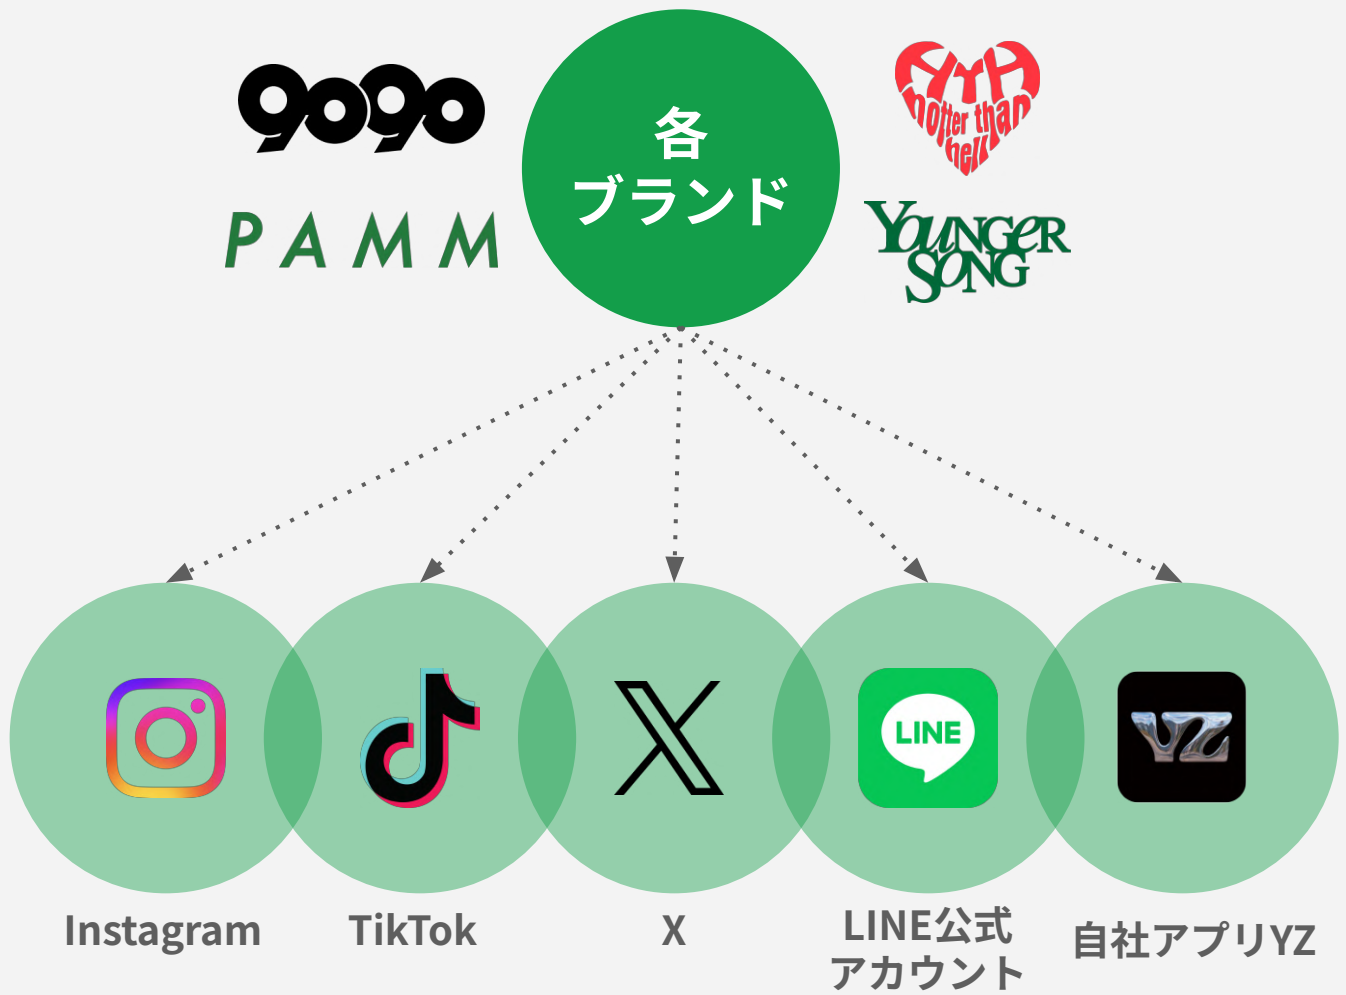 9090
PAMM
各
ブランド
HTH
hotter than
hell
YOUNGER
SONG
LINE
YZ
Instagram
TikTok
X
LINE公式
アカウント
自社アプリYZ